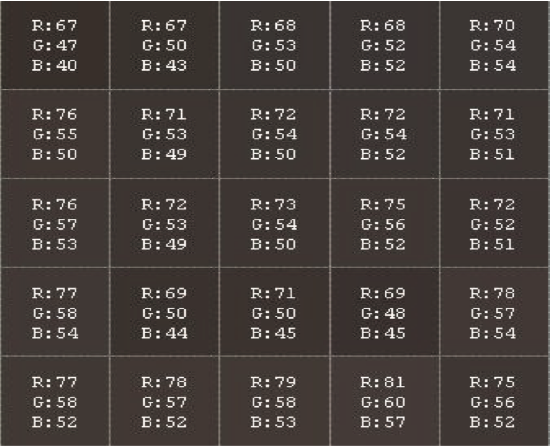 R:67 R:67 R:68 R:68 R:70
G:47 G:50 G:53 G:52 G:54
B:40 B:43 B:50 B:52 B:54
R:76 R:71 R:72 R:72 R:71
G:55 G:53 G:54 G:54 G:53
B:50 B:49 B:50 B:52 B:51
R:76 R:72 R:73 R:75 R:72
G:57 G:53 G:54 G:56 G:52
B:53 B:49 B:50 B:52 B:51
R:77 R:69 R:71 R:69 R:78
G:58 G:50 G:50 G:48 G:57
B:54 B:44 B:45 B:45 B:54
R:77 R:78 R:79 R:81 R:75
G:58 G:57 G:58 G:60 G:56
B:52 B:52 B:53 B:57 B:52